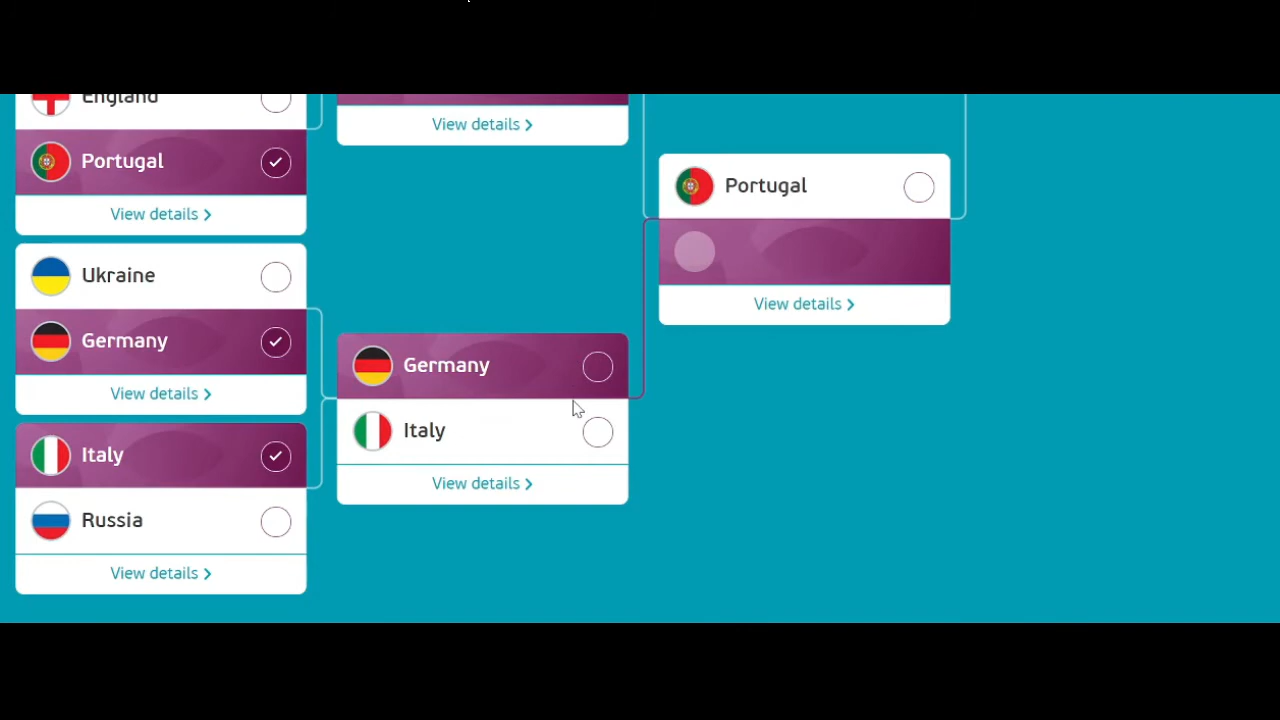 England
Portugal
View details
Ukraine
Germany
View details
Italy
Russia
View details
View details
Germany
Italy
View details
Portugal
View details